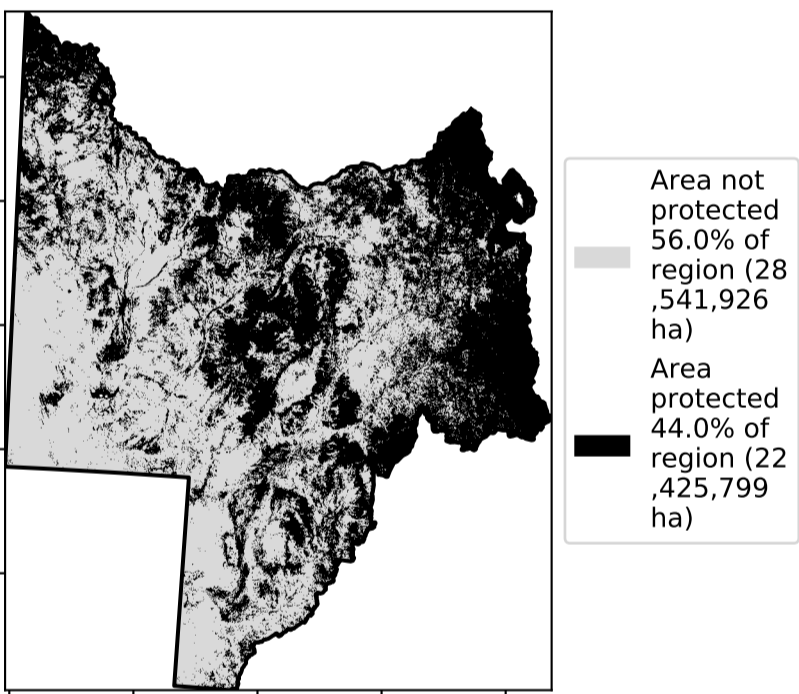 Area not
protected
56.0% of
region (28
,541,926
ha)
Area
protected
44.0% of
region (22
,425,799
ha)